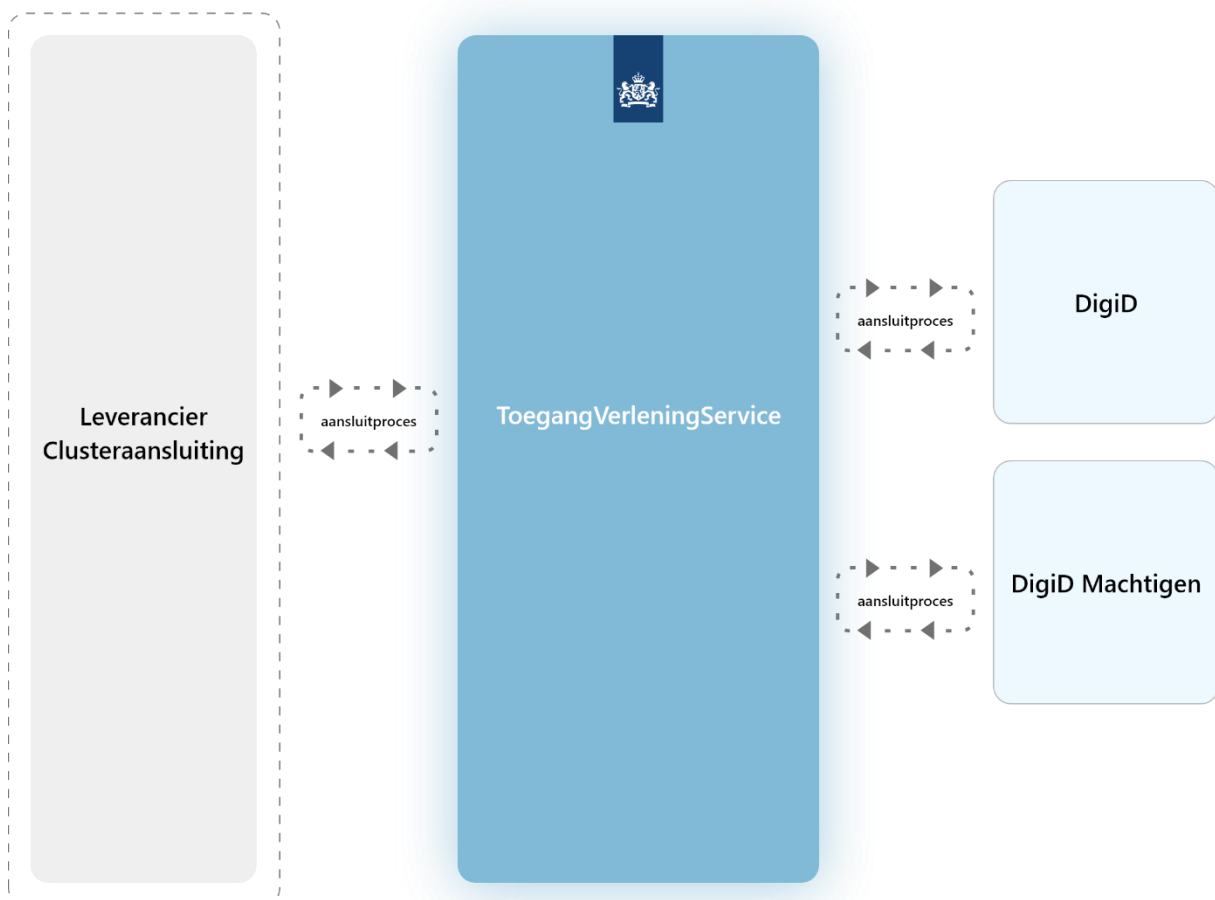 Leverancier
Clusteraansluiting
aansluitproces
ToegangVerleningService
aansluitproces
DigiD
aansluitproces
DigiD Machtigen